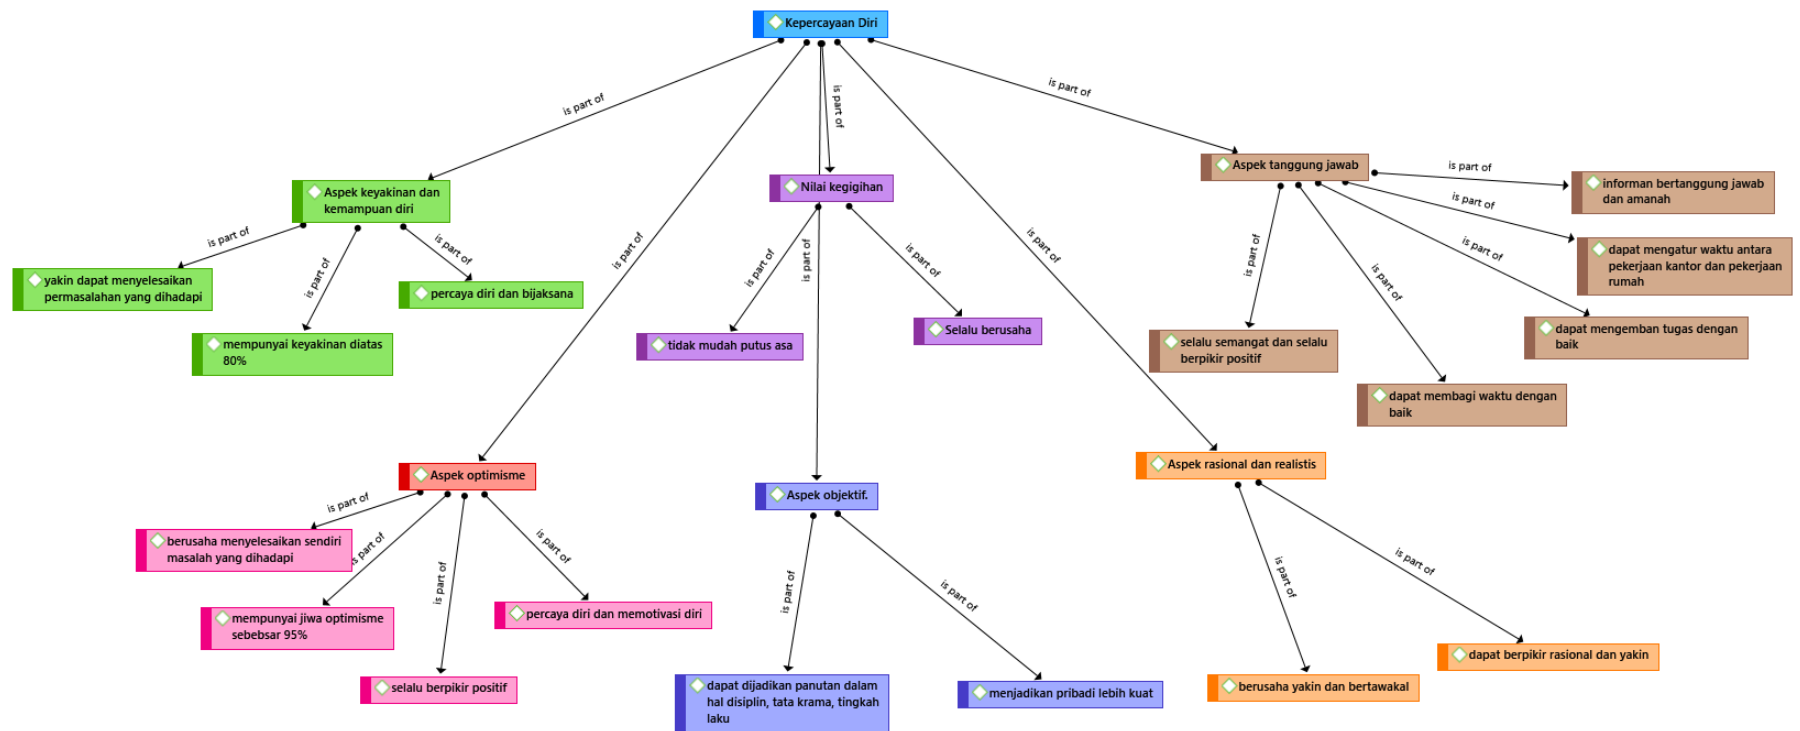 Kepercayaan Diri
is part of
is part of
is part of
is part of
is part of
is part of
Aspek keyakinan dan
kemampuan diri
is part of
is part of
is part of
yakin dapat menyelesaikan
permasalahan yang dihadapi
mempunyai keyakinan diatas
80%
percaya diri dan bijaksana
Nilai kegigihan
is part of
is part of
tidak mudah putus asa
Selalu berusaha
Aspek tanggung jawab
is part of
is part of
is part of
is part of
is part of
informan bertanggung jawab
dan amanah
dapat mengatur waktu antara
pekerjaan kantor dan pekerjaan
rumah
dapat mengemban tugas dengan
baik
selalu semangat dan selalu
berpikir positif
dapat membagi waktu dengan
baik
Aspek optimisme
is part of
is part of
is part of
is part of
berusaha menyelesaikan sendiri
masalah yang dihadapi
mempunyai jiwa optimisme
sebebsar 95%
selalu berpikir positif
percaya diri dan memotivasi diri
Aspek objektif.
is part of
is part of
dapat dijadikan panutan dalam
hal disiplin, tata krama, tingkah
laku
menjadikan pribadi lebih kuat
Aspek rasional dan realistis
is part of
is part of
berusaha yakin dan bertawakal
dapat berpikir rasional dan yakin